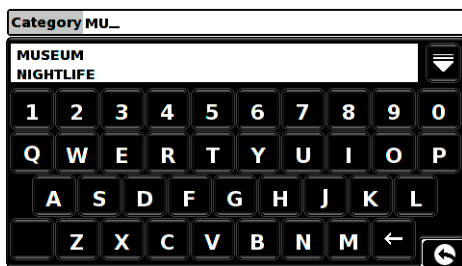 Category MU_
MUSEUM
NIGHTLIFE
1 2 3 4 5 6 7 8 9 0
Q W E R T Y U I O P
A S D F G H J K L
Z X C V B N M ←